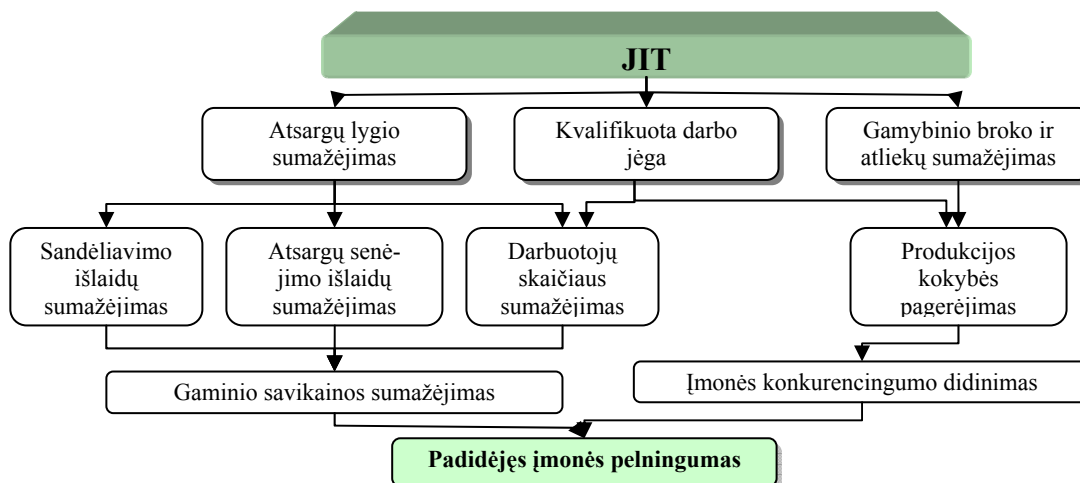 JIT
Atsargų lygio
sumažėjimas
Kvalifikuota darbo
jėga
Gamybinio broko ir
atliekų sumažėjimas
Sandėliavimo
išlaidų
sumažėjimas
Atsargų senė-
jimo išlaidų
sumažėjimas
Darbuotojų
skaičiaus
sumažėjimas
Produkcijos
kokybės
pagerėjimas
Gaminio savikainos sumažėjimas
Įmonės konkurencingumo didinimas
Padidėjęs įmonės pelningumas